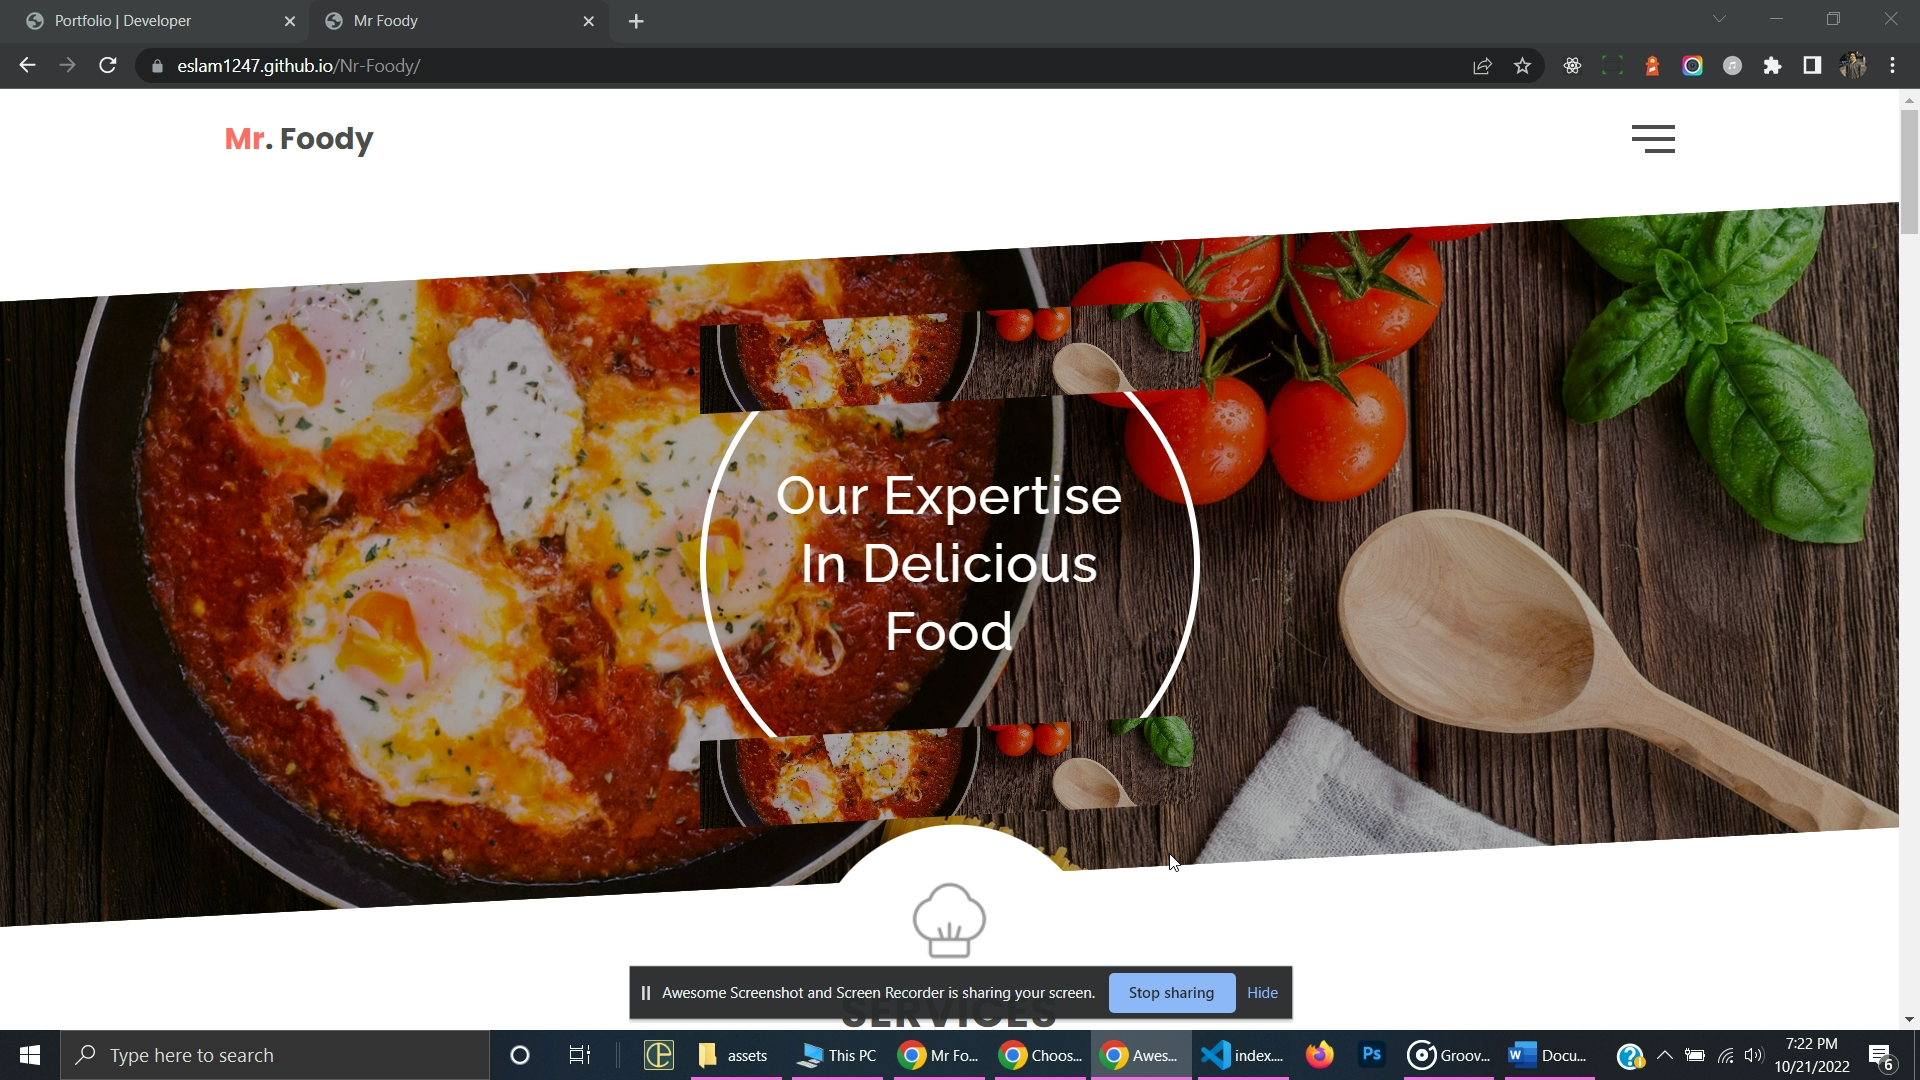 Portfolio | Developer
Mr Foody
eslam1247.github.io/Nr-Foody/
Mr. Foody
Our Expertise
In Delicious
Food
Awesome Screenshot and Screen Recorder is sharing your screen.
Stop sharing
Hide
SERVICES
Type here to search
assets
This PC
Mr Fo...
Choos...
Awes...
index....
Ps
Groov...
Docu...
7:22 PM
10/21/2022
6